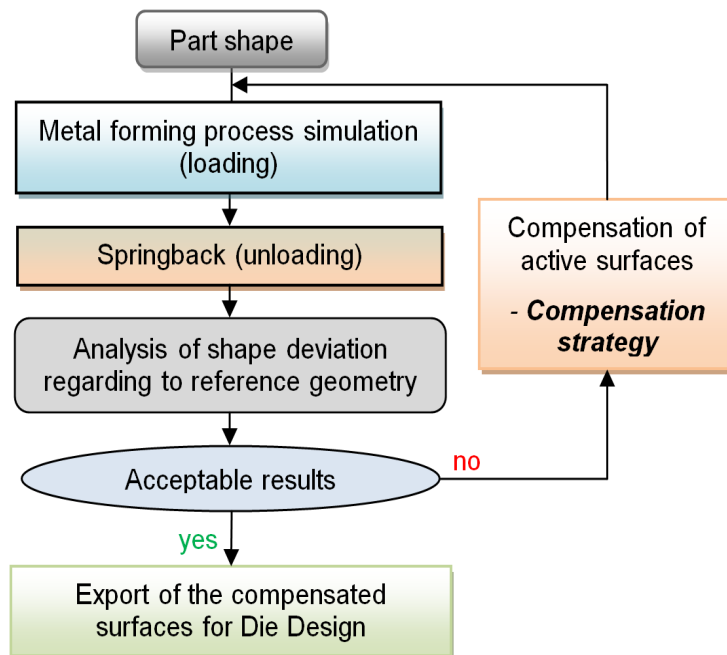 Part shape
Metal forming process simulation
(loading)
Springback (unloading)
Analysis of shape deviation
regarding to reference geometry
Acceptable results
no
Compensation of
active surfaces
- Compensation
strategy
yes
Export of the compensated
surfaces for Die Design